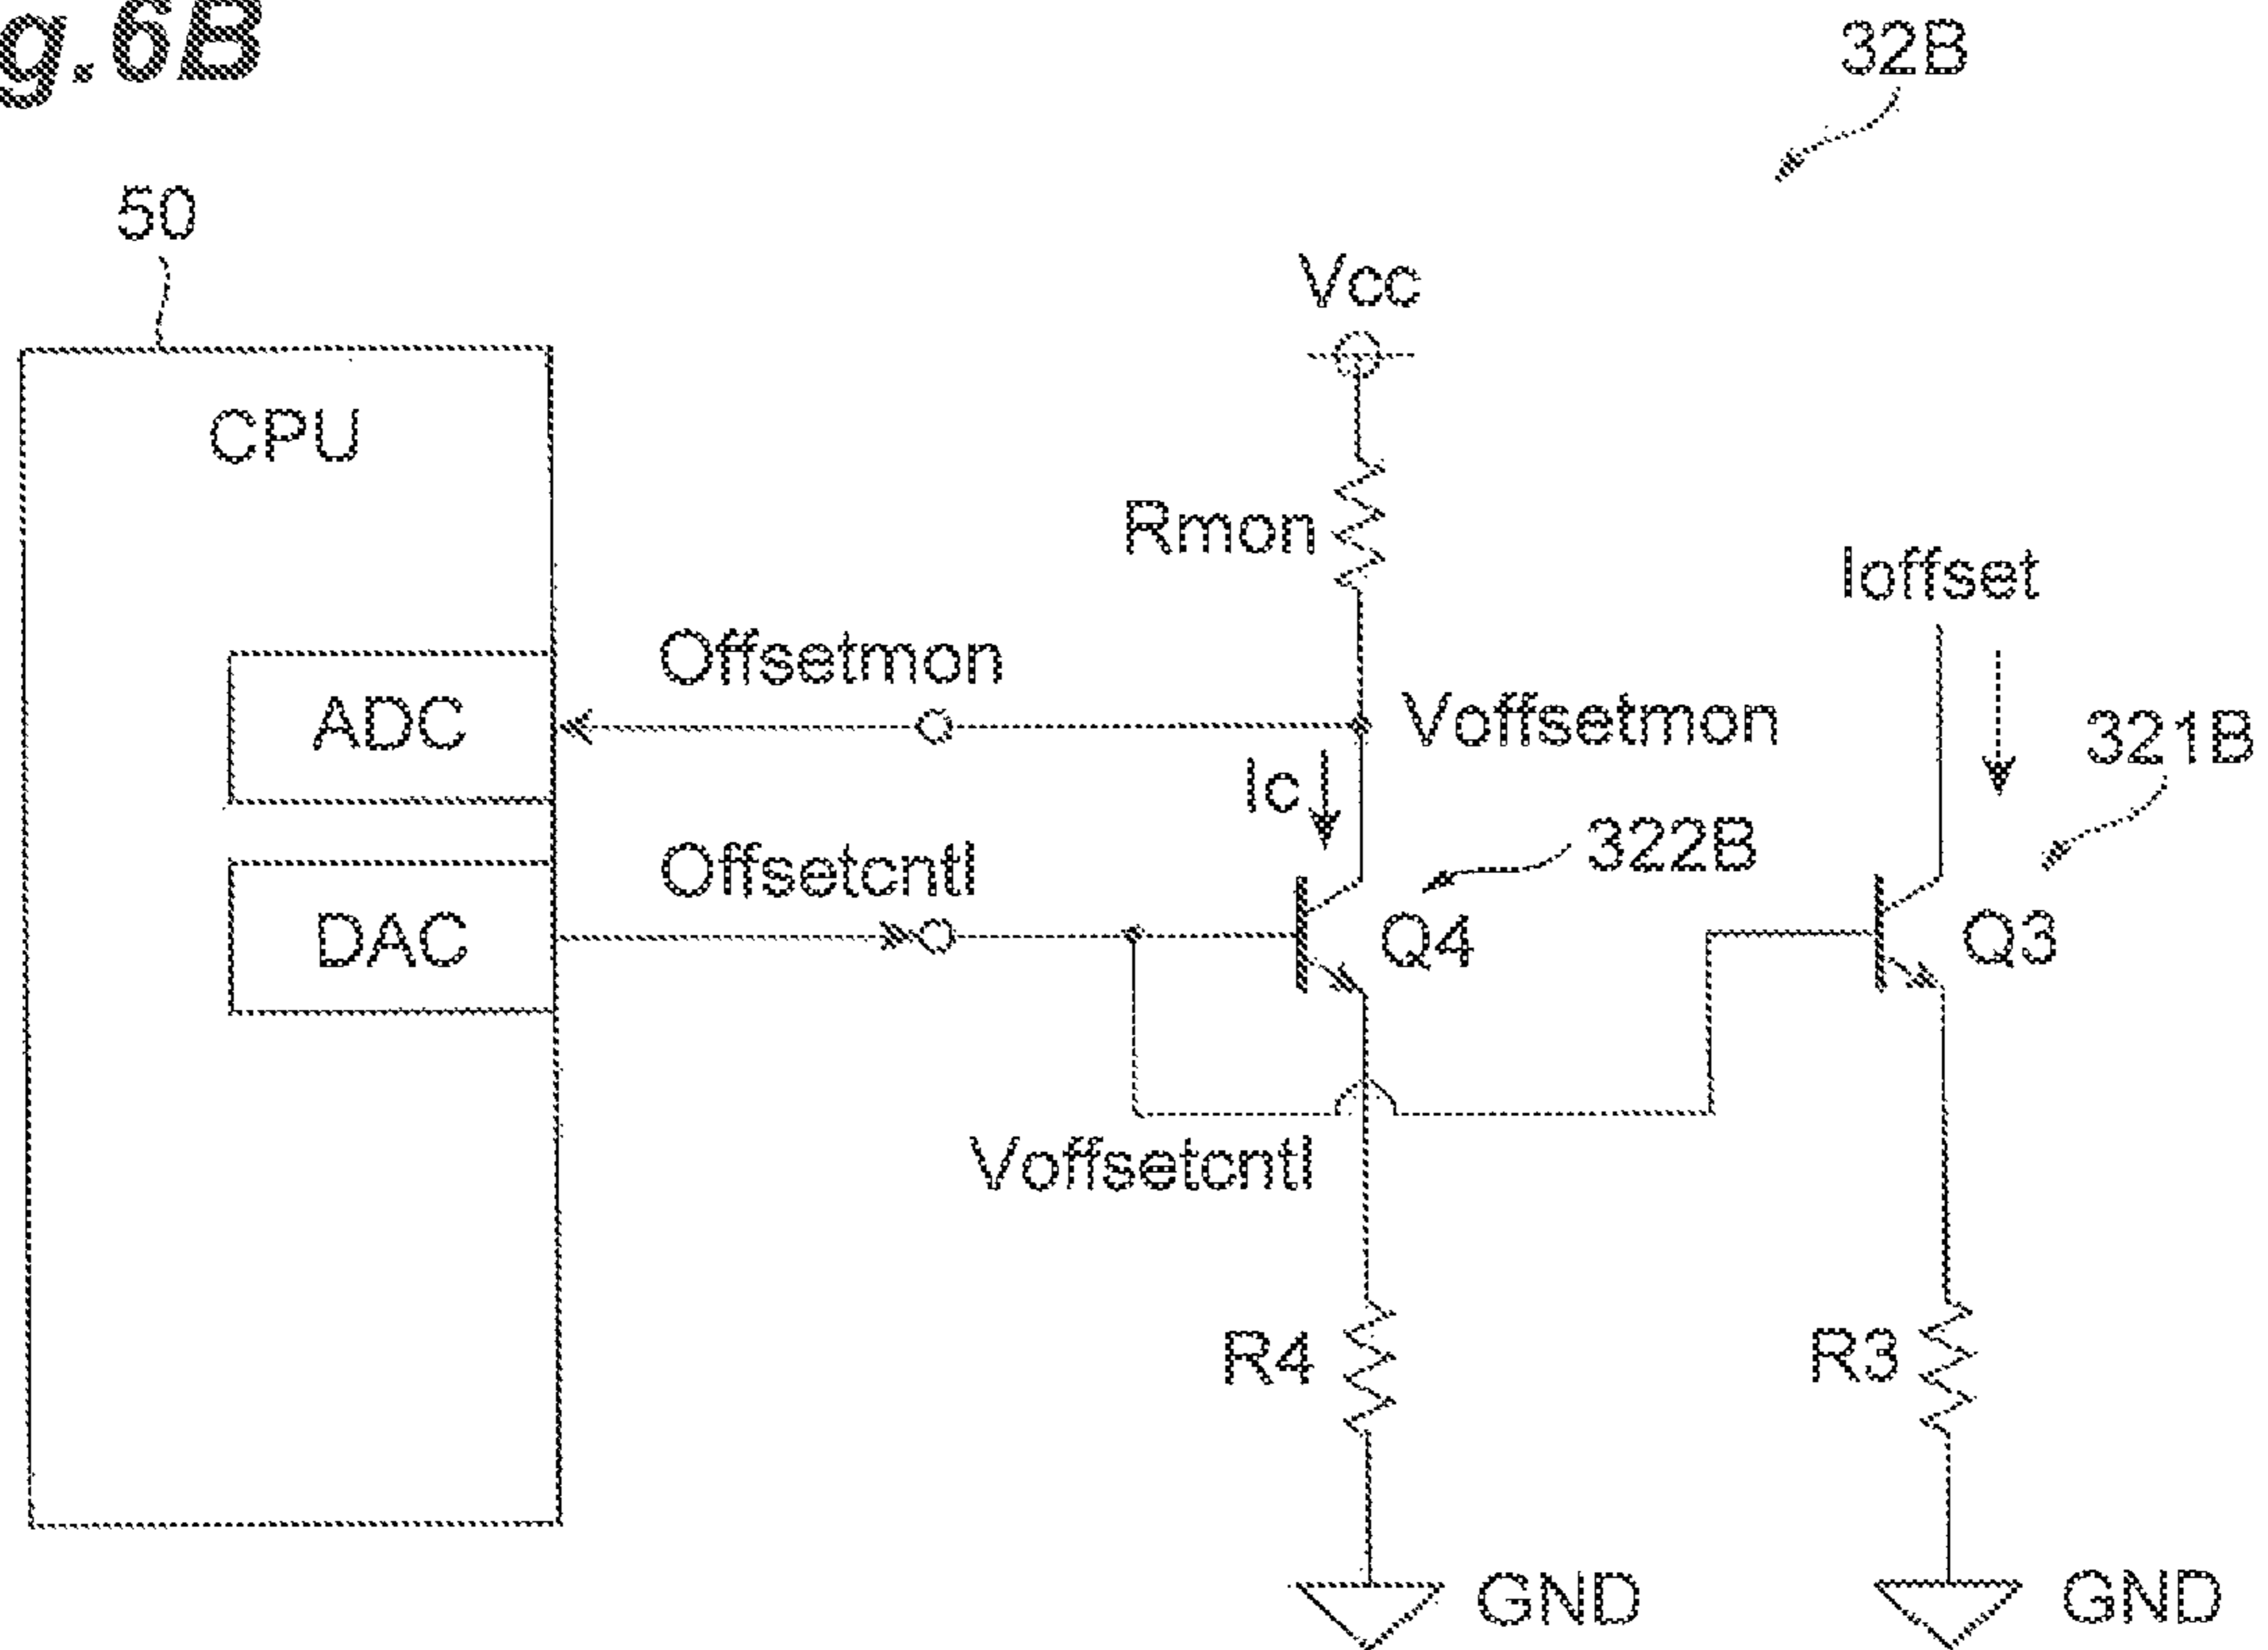 g.6B
32B
50
Vcc
CPU
Rmon
Ioffset
Offsetmon
ADC
Voffsetmon
321B
Ic
Offsetcntl
322B
DAC
Q4
Q3
Voffsetcntl
R4
R3
GND
GND